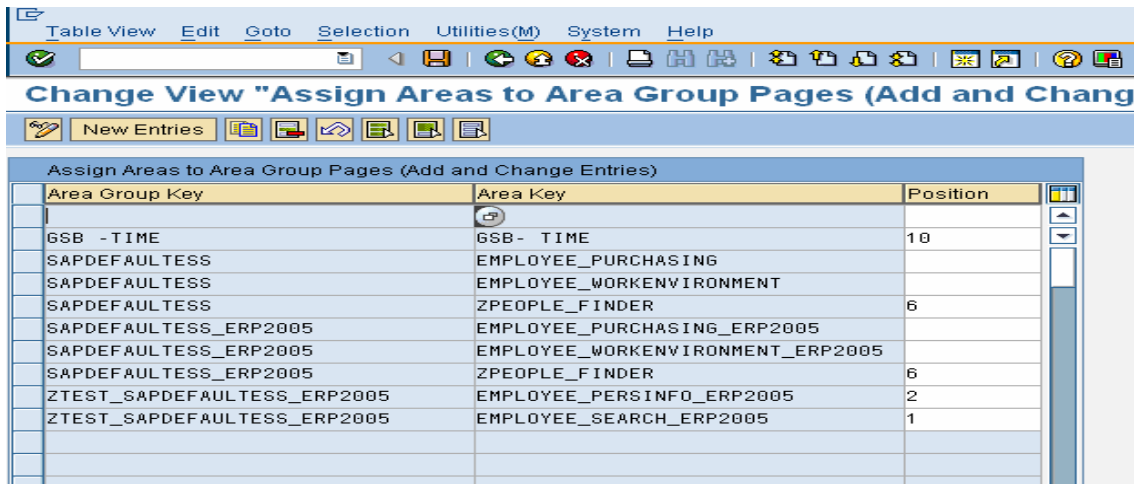 Table View Edit Goto Selection Utilities(M) System Help
Change View "Assign Areas to Area Group Pages (Add and Chang
New Entries
Assign Areas to Area Group Pages (Add and Change Entries)
Area Group Key Area Key Position
GSB -TIME GSB- TIME 10
SAPDEFAULTESS EMPLOYEE_PURCHASING
SAPDEFAULTESS EMPLOYEE_WORKENVIRONMENT
SAPDEFAULTESS ZPEOPLE_FINDER 6
SAPDEFAULTESS_ERP2005 EMPLOYEE_PURCHASING_ERP2005
SAPDEFAULTESS_ERP2005 EMPLOYEE_WORKENVIRONMENT_ERP2005
SAPDEFAULTESS_ERP2005 ZPEOPLE_FINDER 6
ZTEST_SAPDEFAULTESS_ERP2005 EMPLOYEE_PERSINFO_ERP2005 2
ZTEST_SAPDEFAULTESS_ERP2005 EMPLOYEE_SEARCH_ERP2005 1